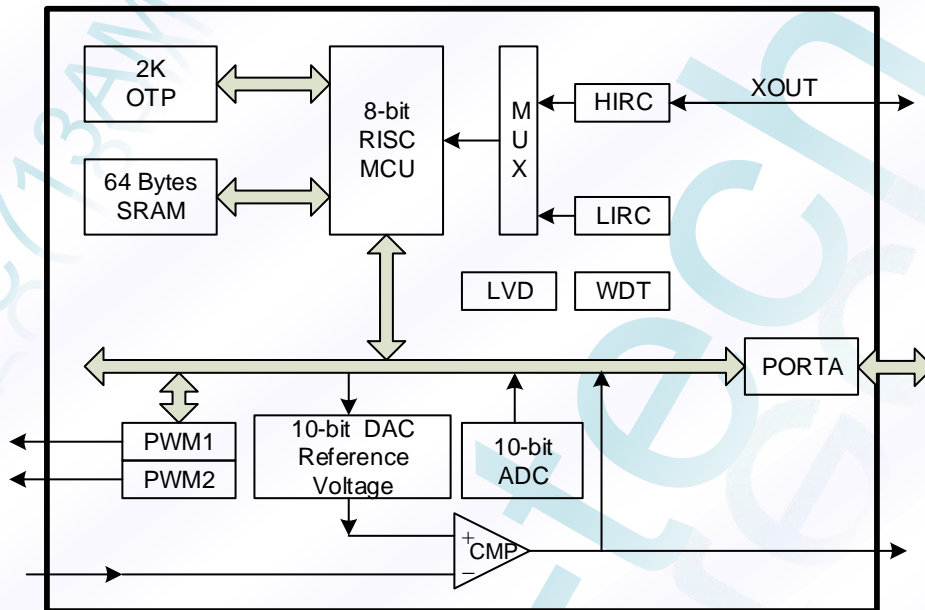 2K
OTP
64 Bytes
SRAM
8-bit
RISC
MCU
M
U
X
HIRC
XOUT
LIRC
LVD
WDT
PORTA
PWM1
PWM2
10-bit DAC
Reference
Voltage
10-bit
ADC
+
CMP
−